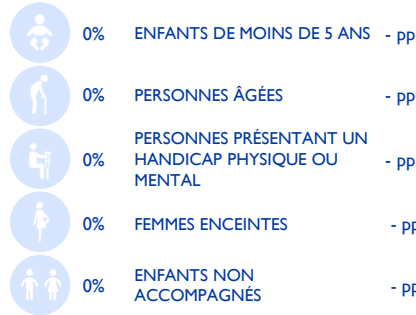 0% ENFANTS DE MOINS DE 5 ANS - pp
0% PERSONNES ÂGÉES - pp
PERSONNES PRÉSENTANT UN
0% HANDICAP PHYSIQUE OU - pp
MENTAL
0% FEMMES ENCEINTES - pp
0% ENFANTS NON - pp
ACCOMPAGNÉS